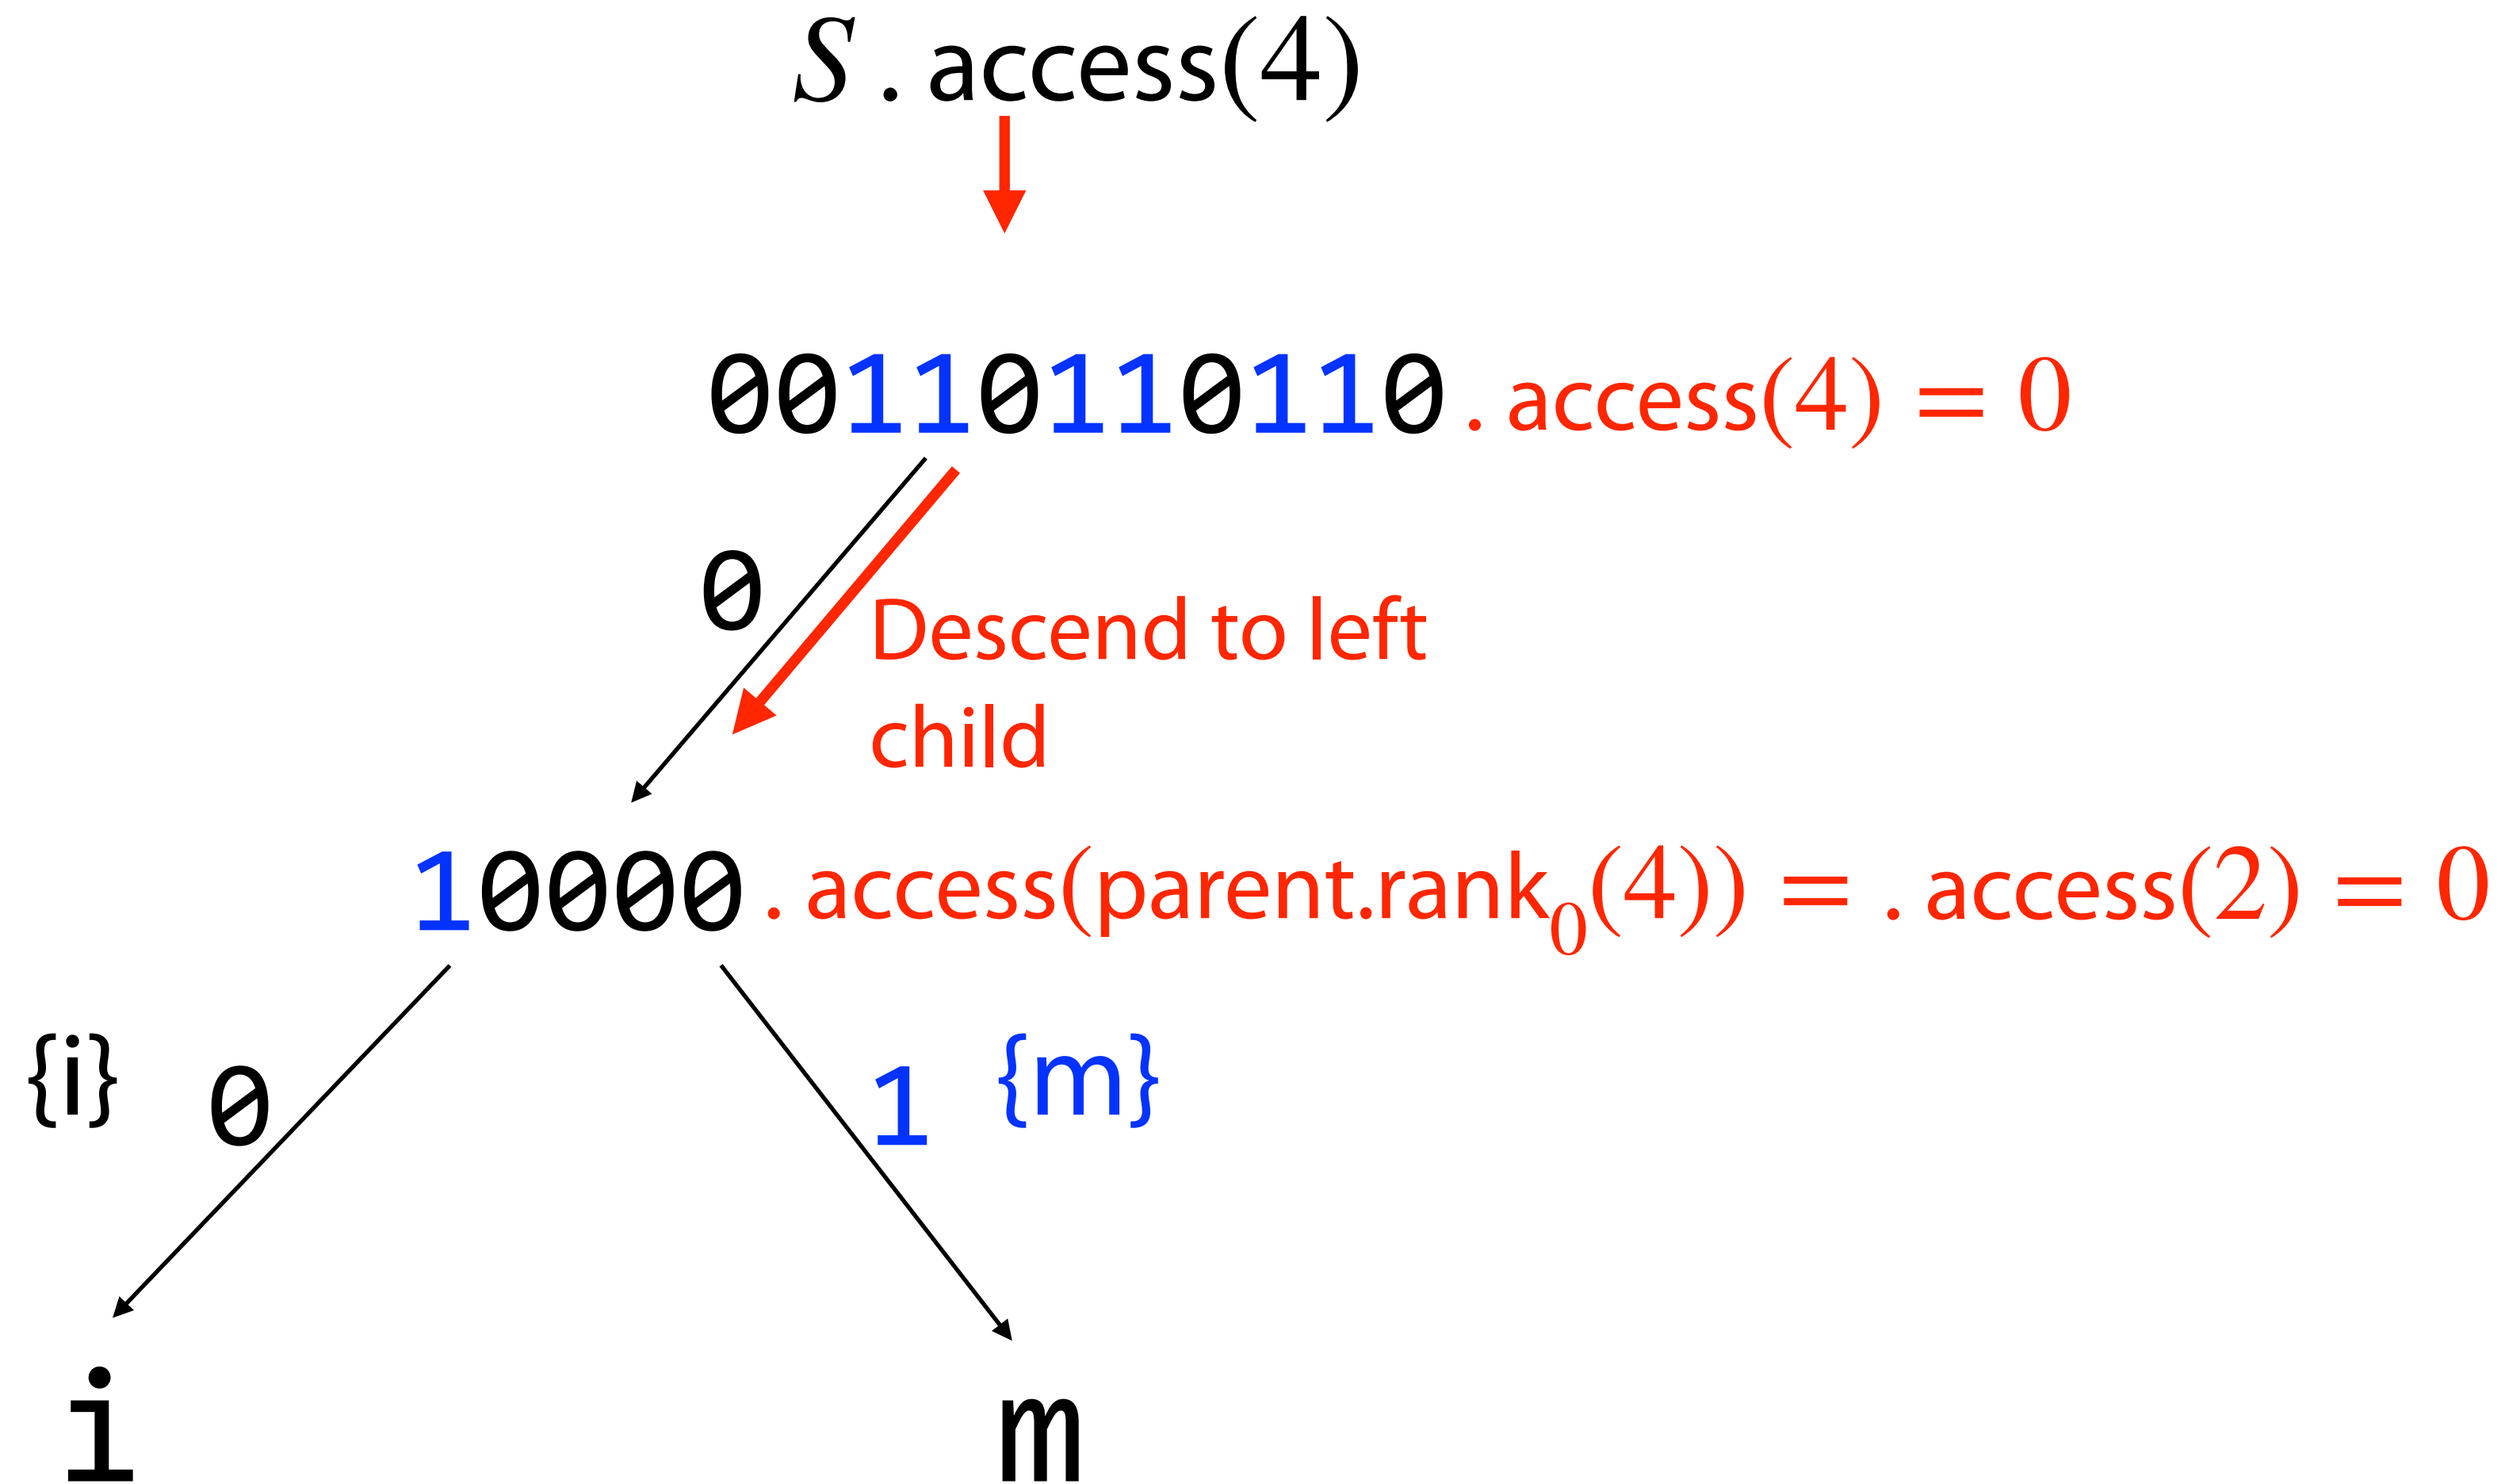 S . access(4)
00110110110 . access(4) = 0
0
Descend to left
child
10000 . access(parent.rank₀(4)) = . access(2) = 0
{i} 0 1 {m}
i m